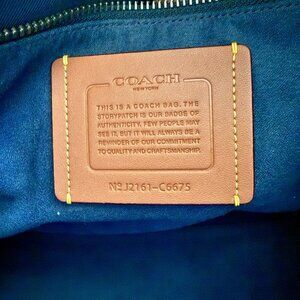 COACH
NEW YORK
THIS IS A COACH BAG. THE
STORYPATCH IS OUR BADGE OF
AUTHENTICITY. FEW PEOPLE MAY
SEE IT, BUT IT WILL ALWAYS BE A
REMINDER OF OUR COMMITMENT
TO QUALITY AND CRAFTSMANSHIP.
Nº J2161-C6675